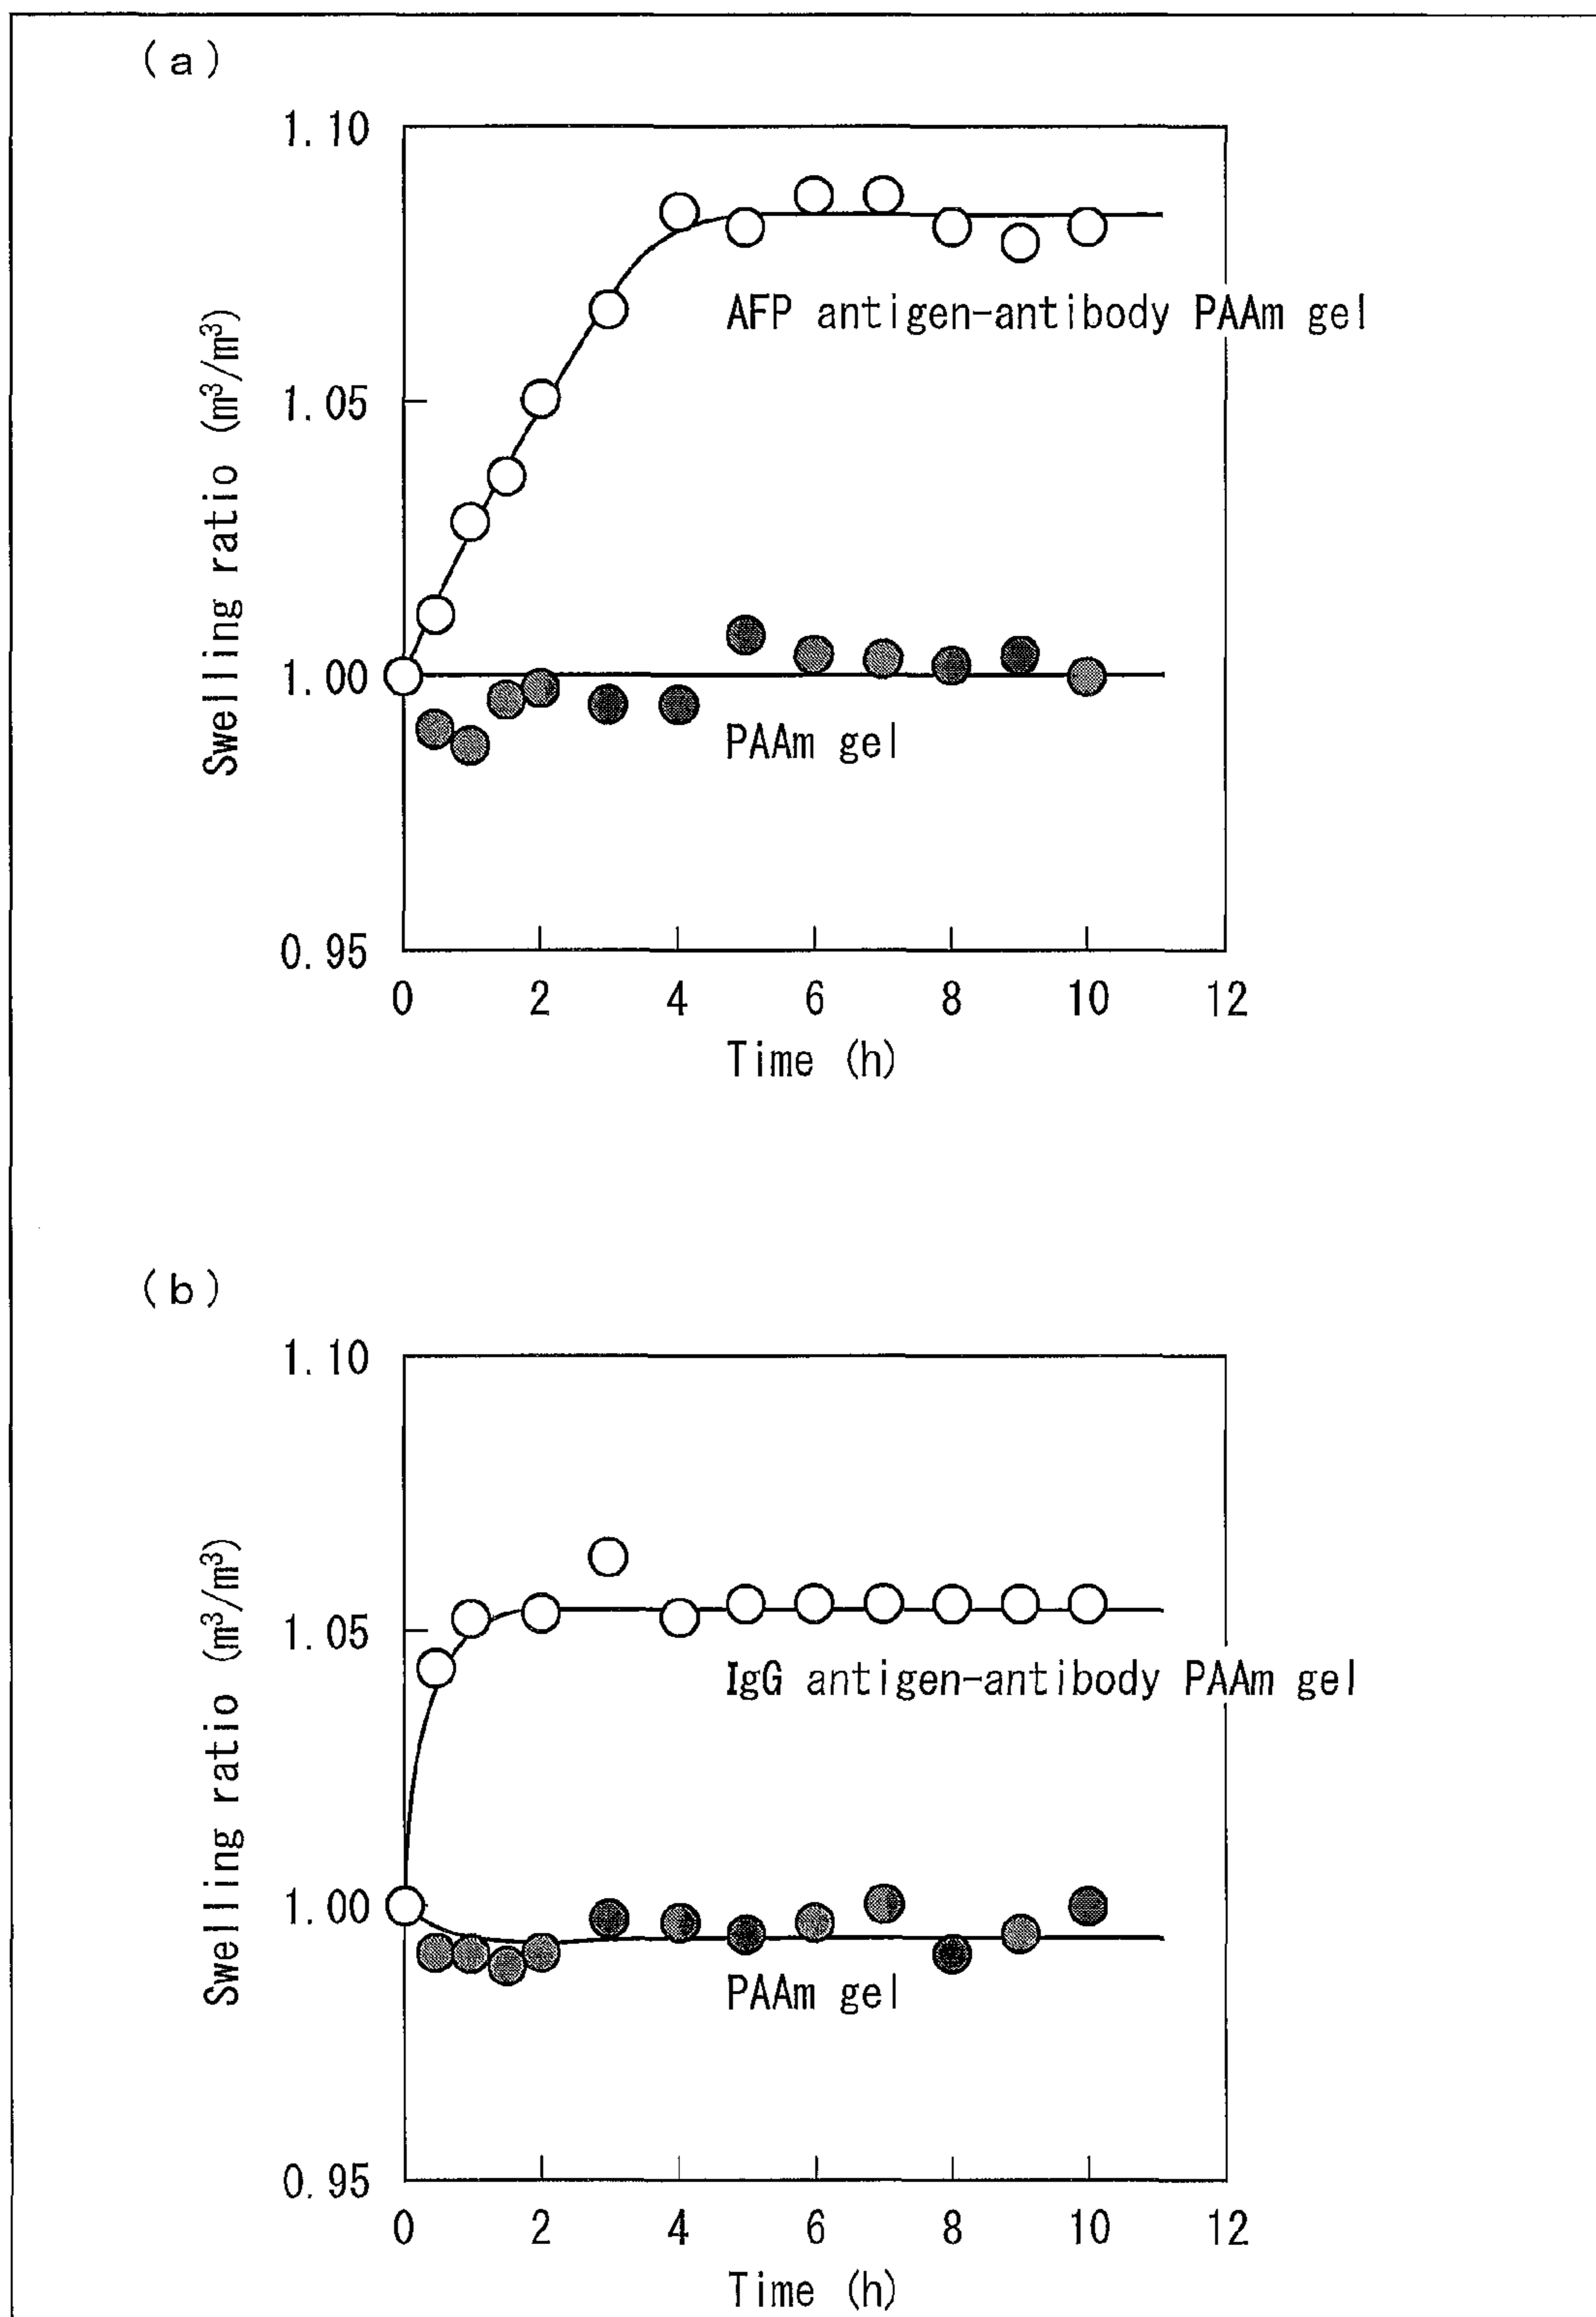 (a)
1.10
1.05
1.00
0.95
Swelling ratio (m³/m³)
AFP antigen-antibody PAAm gel
PAAm gel
0 2 4 6 8 10 12
Time (h)
(b)
1.10
1.05
1.00
0.95
Swelling ratio (m³/m³)
IgG antigen-antibody PAAm gel
PAAm gel
0 2 4 6 8 10 12
Time (h)